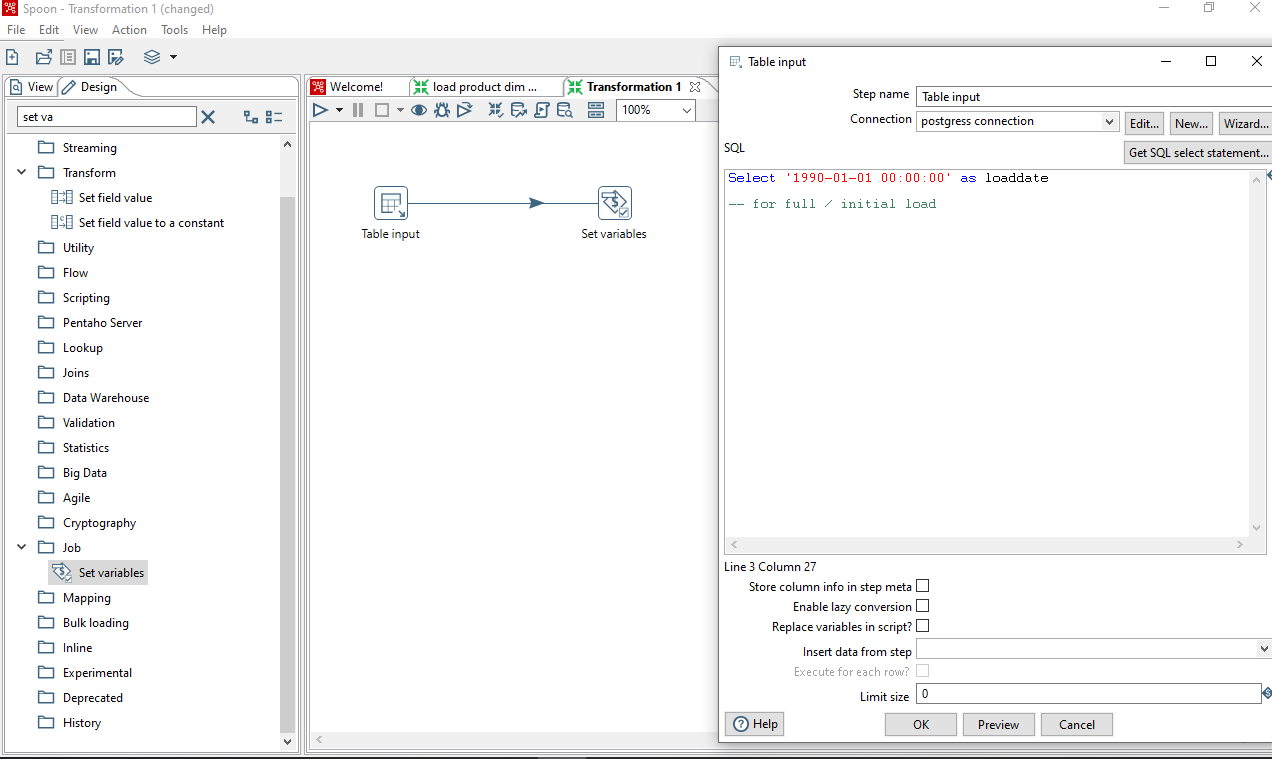 Spoon - Transformation 1 (changed)
File Edit View Action Tools Help
View Design
set va
Streaming
Transform
Set field value
Set field value to a constant
Utility
Flow
Scripting
Pentaho Server
Lookup
Joins
Data Warehouse
Validation
Statistics
Big Data
Agile
Cryptography
Job
Set variables
Mapping
Bulk loading
Inline
Experimental
Deprecated
History
Welcome! load product dim ... Transformation 1
100%
Table input Set variables
Table input
Step name Table input
Connection postgress connection Edit... New... Wizard...
SQL Get SQL select statement...
Select '1990-01-01 00:00:00' as loaddate
-- for full / initial load
Line 3 Column 27
Store column info in step meta
Enable lazy conversion
Replace variables in script?
Insert data from step
Execute for each row?
Limit size 0
Help OK Preview Cancel